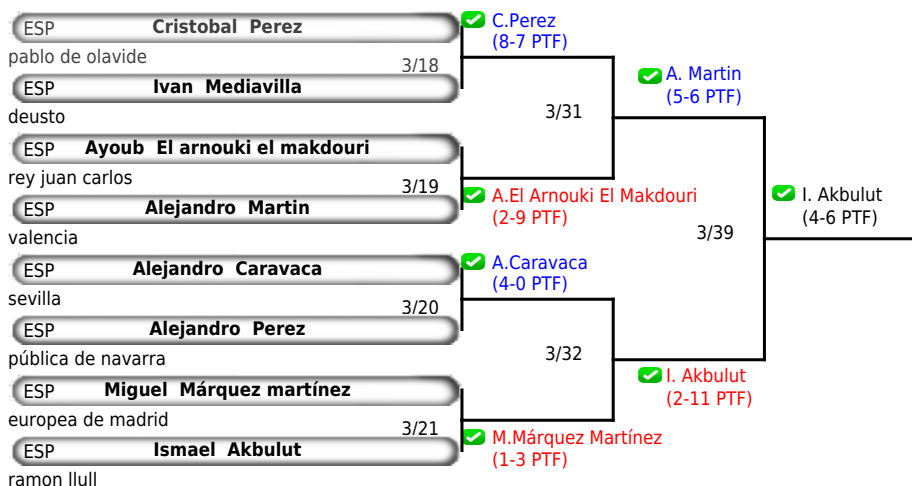 ESP Cristobal Perez
pablo de olavide
3/18
ESP Ivan Mediavilla
deusto
ESP Ayoub El arnouki el makdouri
rey juan carlos
3/19
ESP Alejandro Martin
valencia
ESP Alejandro Caravaca
sevilla
3/20
ESP Alejandro Perez
pública de navarra
ESP Miguel Márquez martínez
europea de madrid
3/21
ESP Ismael Akbulut
ramon llull
C.Perez
(8-7 PTF)
3/31
A.El Arnouki El Makdouri
(2-9 PTF)
A.Caravaca
(4-0 PTF)
3/32
M.Márquez Martínez
(1-3 PTF)
A. Martin
(5-6 PTF)
3/39
I. Akbulut
(2-11 PTF)
I. Akbulut
(4-6 PTF)